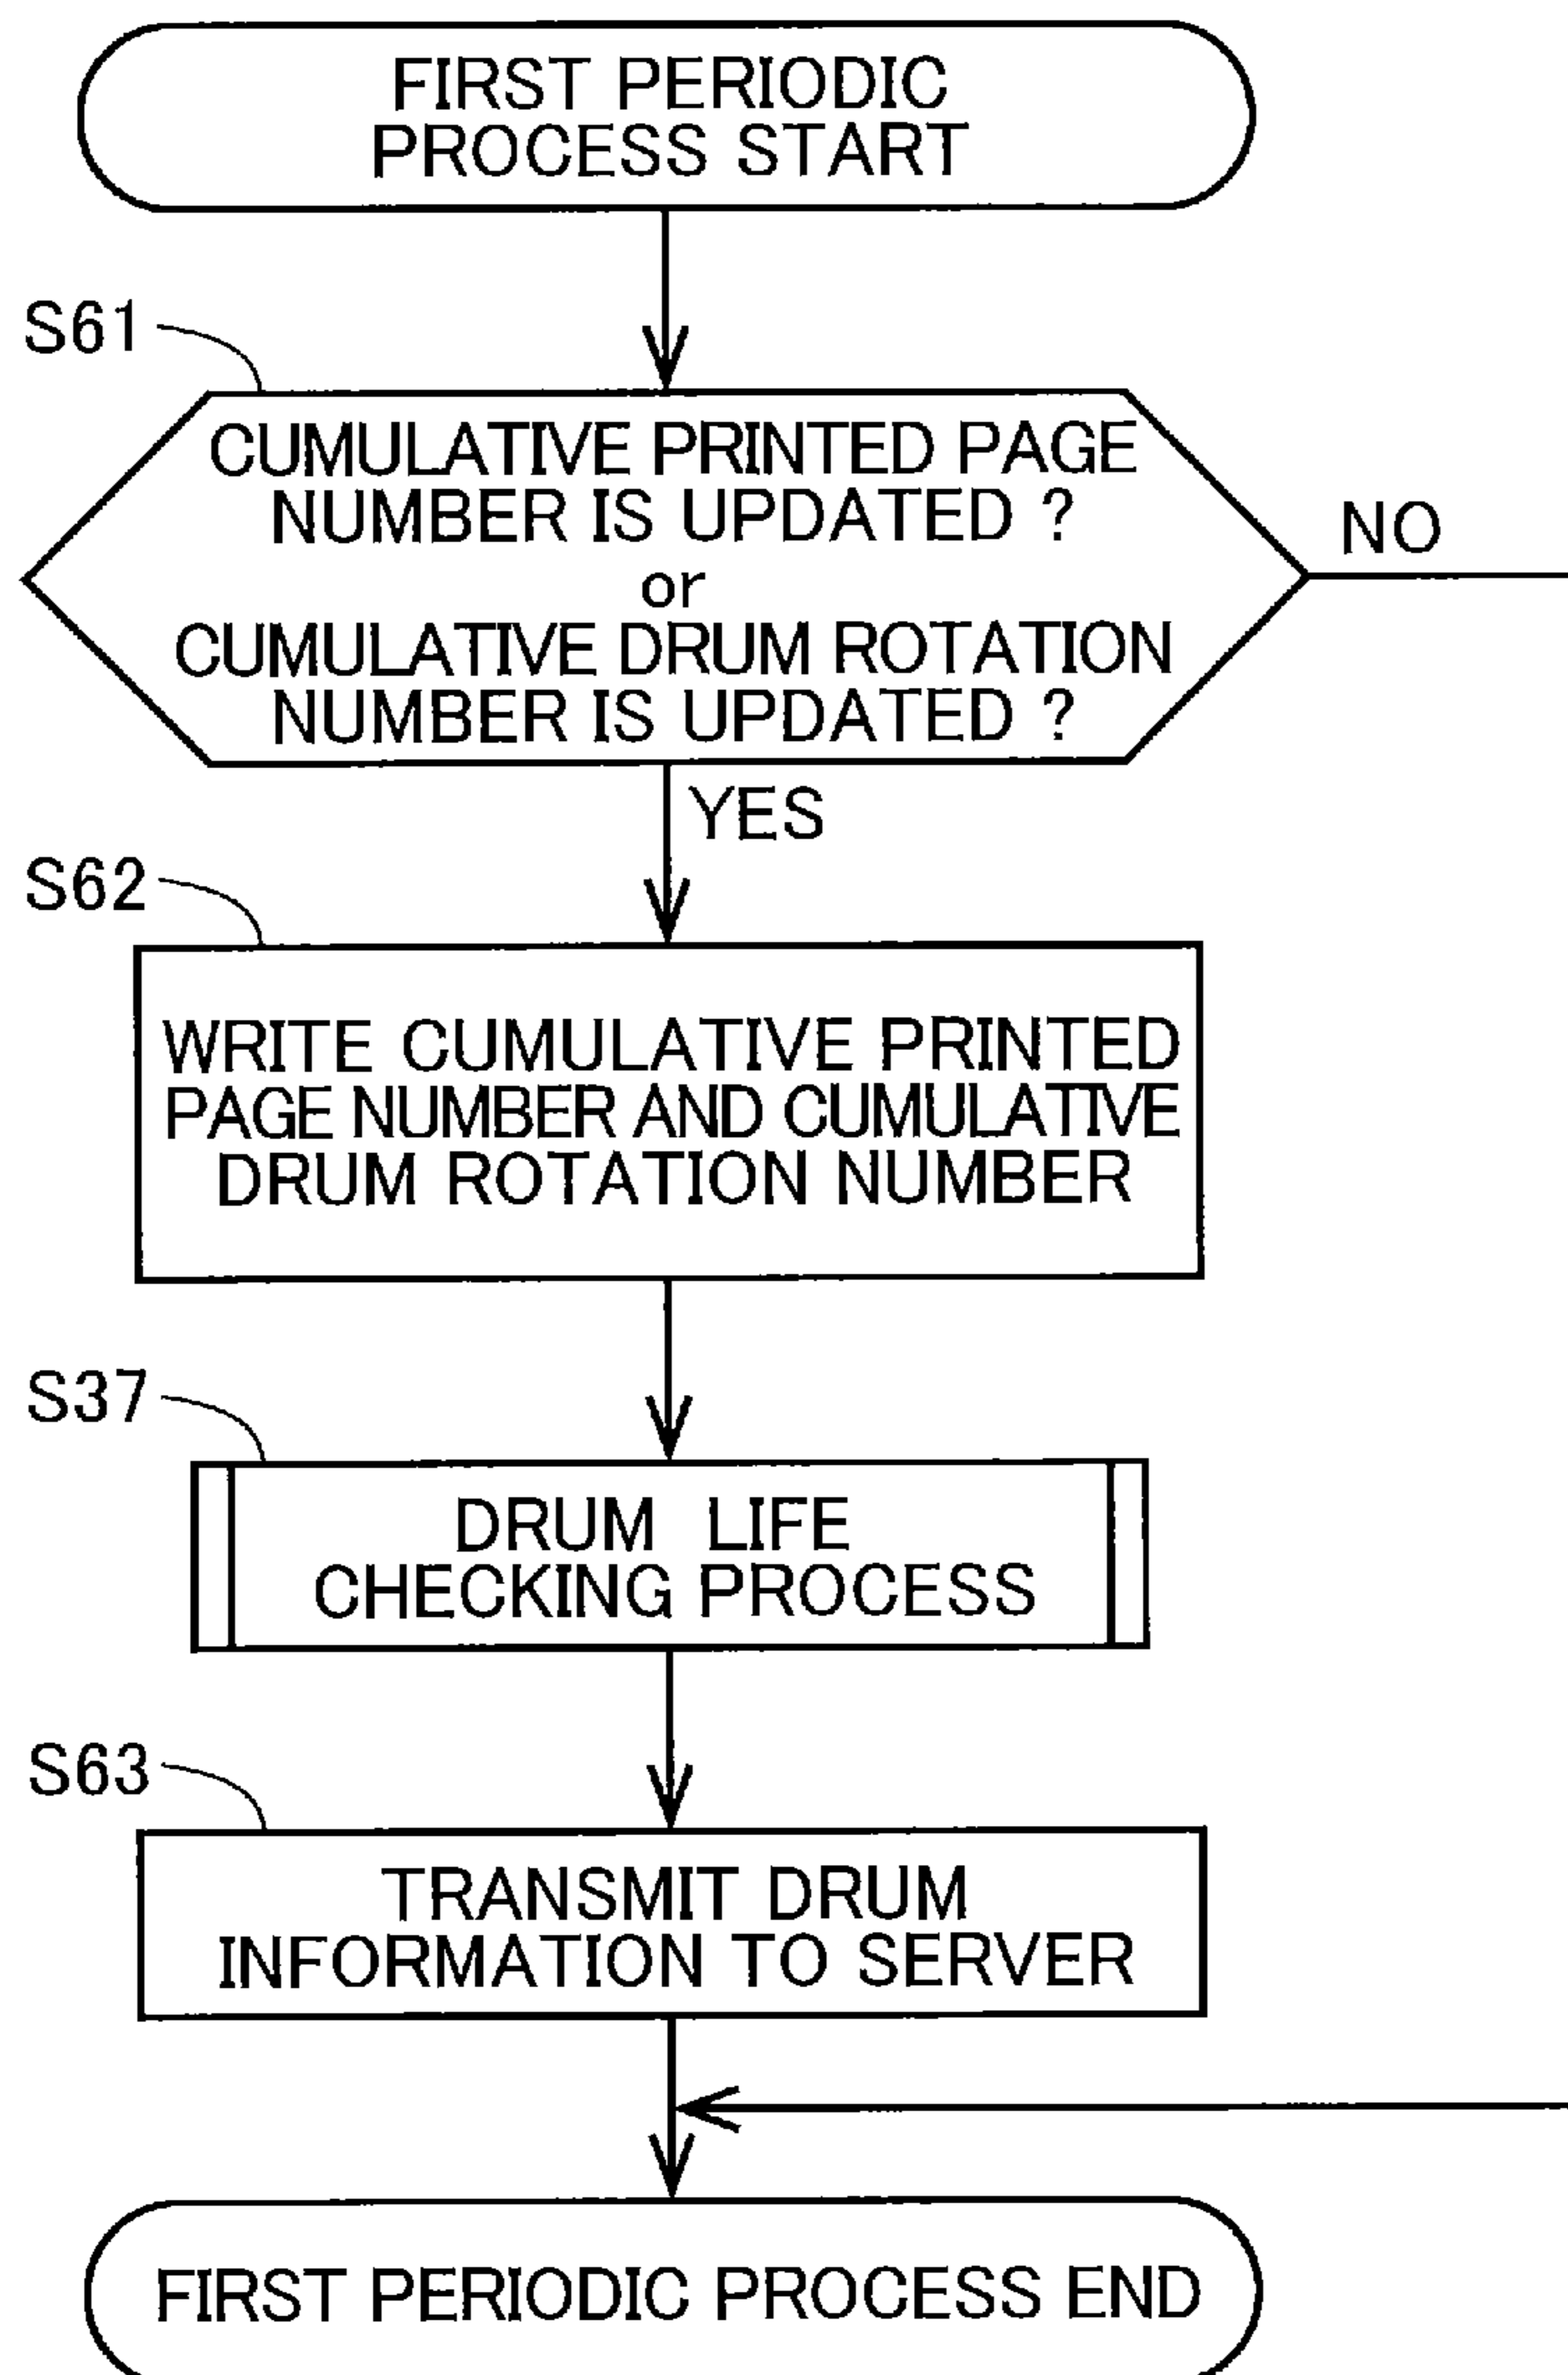 FIRST PERIODIC
PROCESS START
S61
CUMULATIVE PRINTED PAGE
NUMBER IS UPDATED ?
or
CUMULATIVE DRUM ROTATION
NUMBER IS UPDATED ?
NO
YES
S62
WRITE CUMULATIVE PRINTED
PAGE NUMBER AND CUMULATIVE
DRUM ROTATION NUMBER
S37
DRUM LIFE
CHECKING PROCESS
S63
TRANSMIT DRUM
INFORMATION TO SERVER
FIRST PERIODIC PROCESS END